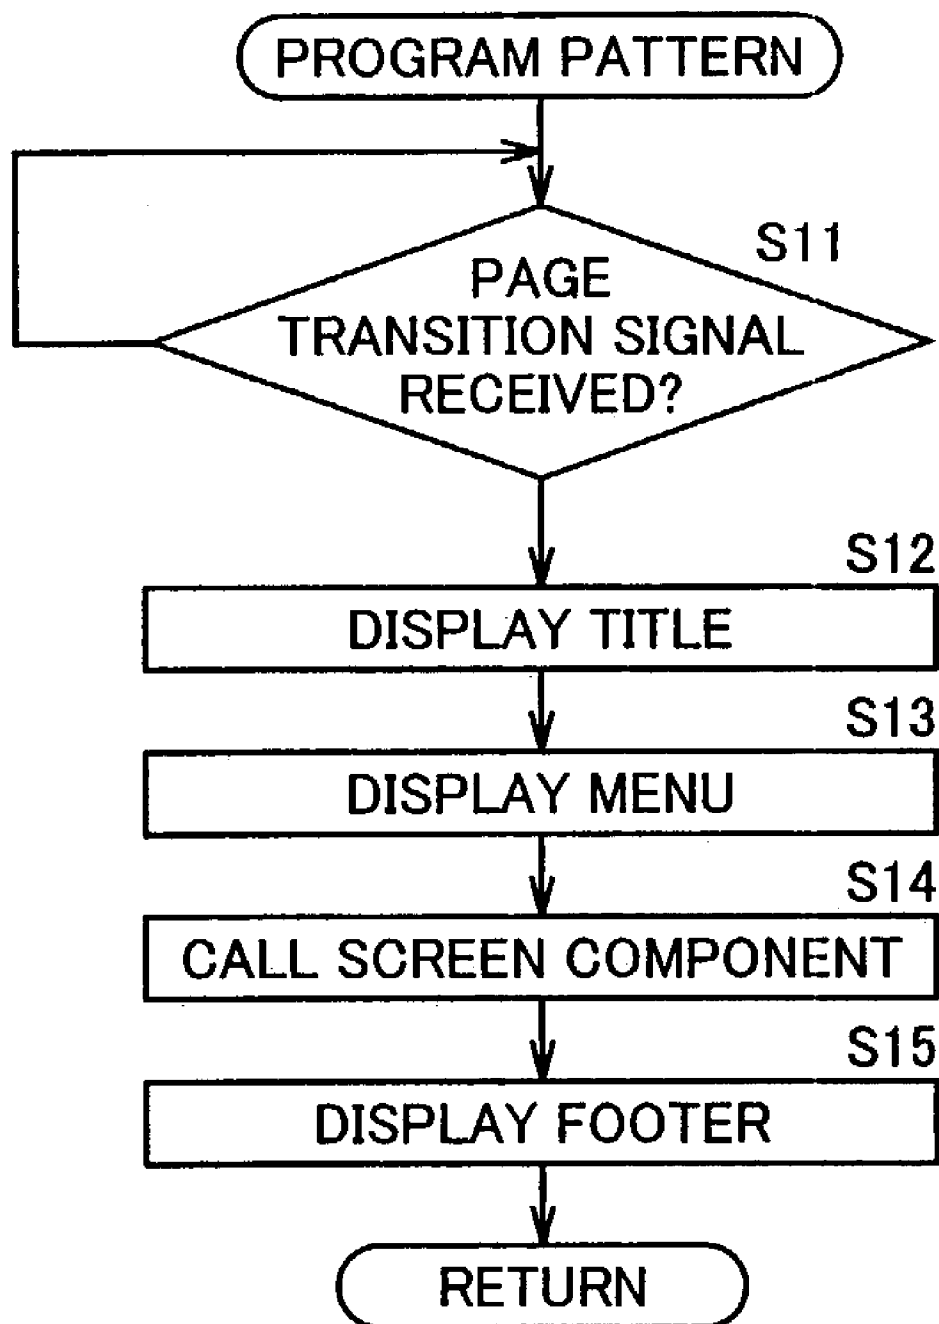 PROGRAM PATTERN
S11
PAGE
TRANSITION SIGNAL
RECEIVED?
S12
DISPLAY TITLE
S13
DISPLAY MENU
S14
CALL SCREEN COMPONENT
S15
DISPLAY FOOTER
RETURN